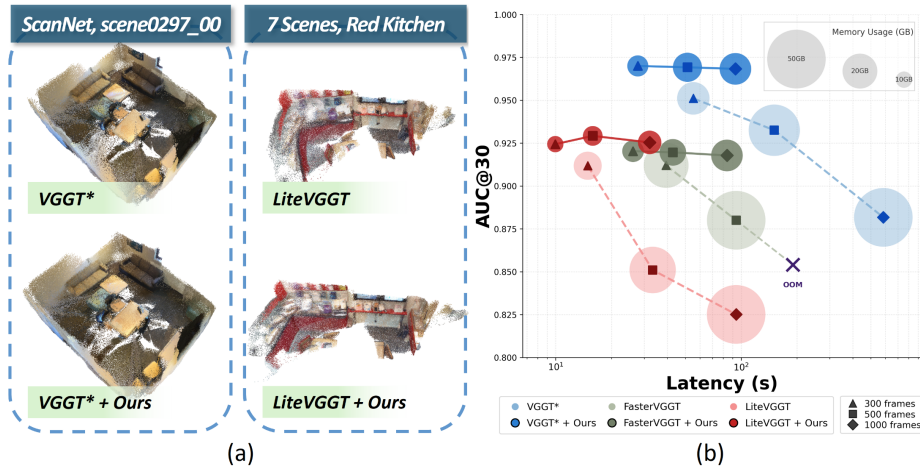 ScanNet, scene0297_00
7 Scenes, Red Kitchen
VGGT*
LiteVGGT
VGGT* + Ours
LiteVGGT + Ours
(a)
AUC@30
1.000
0.975
0.950
0.925
0.900
0.875
0.850
0.825
0.800
Memory Usage (GB)
50GB
20GB
10GB
OOM
10¹
10²
Latency (s)
VGGT*
FasterVGGT
LiteVGGT
VGGT* + Ours
FasterVGGT + Ours
LiteVGGT + Ours
300 frames
500 frames
1000 frames
(b)